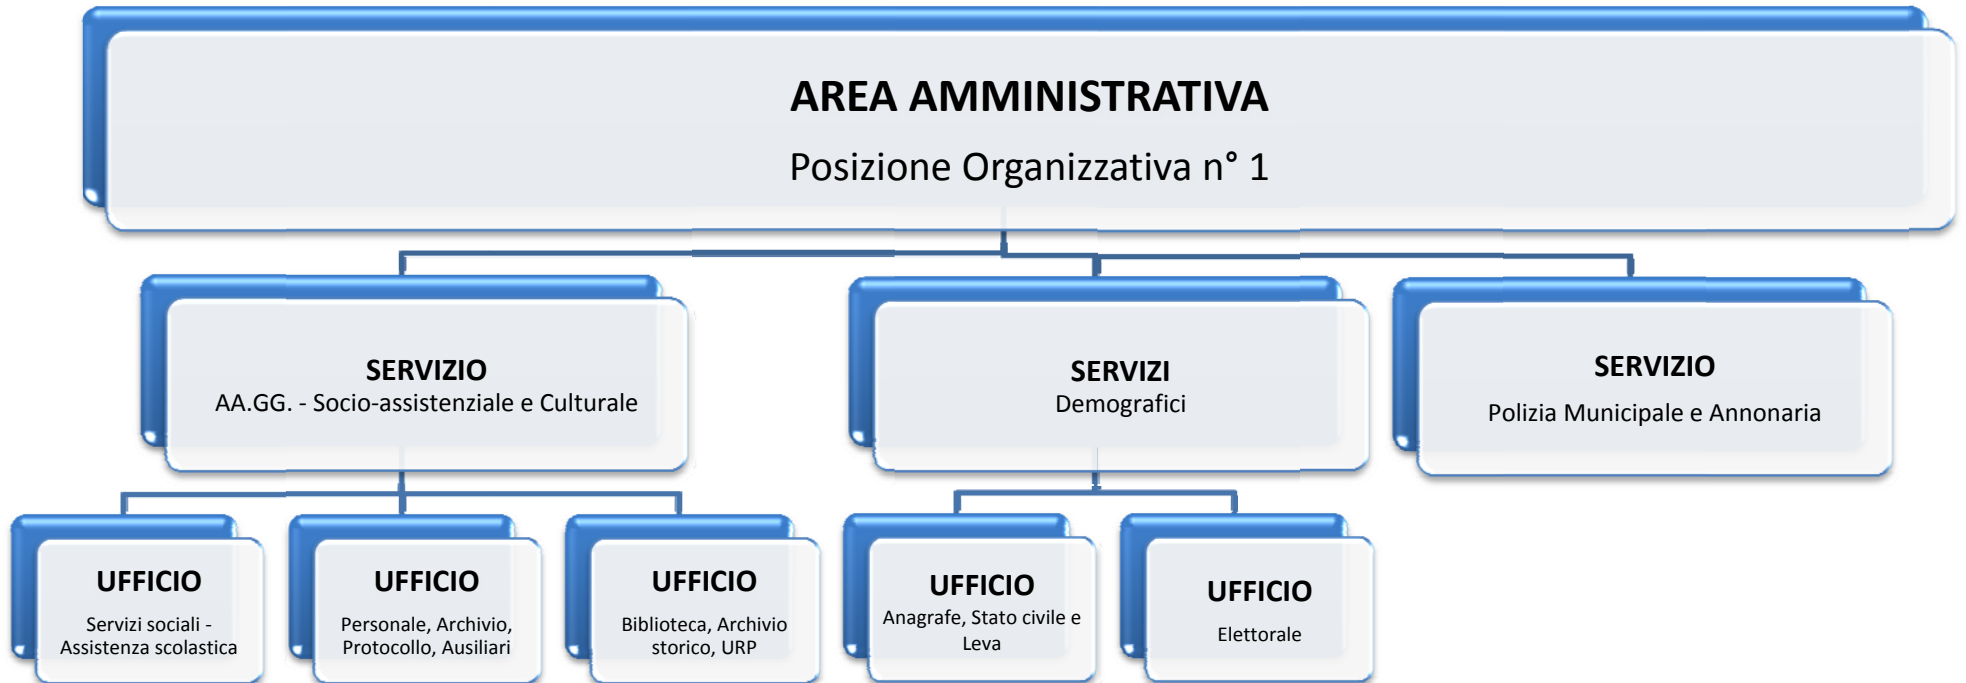 AREA AMMINISTRATIVA
Posizione Organizzativa n° 1
SERVIZIO
AA.GG. - Socio-assistenziale e Culturale
SERVIZI
Demografici
SERVIZIO
Polizia Municipale e Annonaria
UFFICIO
Servizi sociali -
Assistenza scolastica
UFFICIO
Personale, Archivio,
Protocollo, Ausiliari
UFFICIO
Biblioteca, Archivio
storico, URP
UFFICIO
Anagrafe, Stato civile e
Leva
UFFICIO
Elettorale